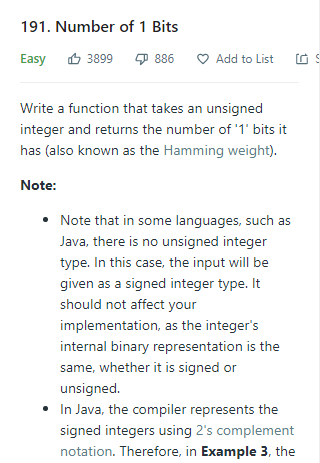 191. Number of 1 Bits
Easy 3899 886 Add to List
Write a function that takes an unsigned
integer and returns the number of '1' bits it
has (also known as the Hamming weight).
Note:
• Note that in some languages, such as
Java, there is no unsigned integer
type. In this case, the input will be
given as a signed integer type. It
should not affect your
implementation, as the integer's
internal binary representation is the
same, whether it is signed or
unsigned.
• In Java, the compiler represents the
signed integers using 2's complement
notation. Therefore, in Example 3, the